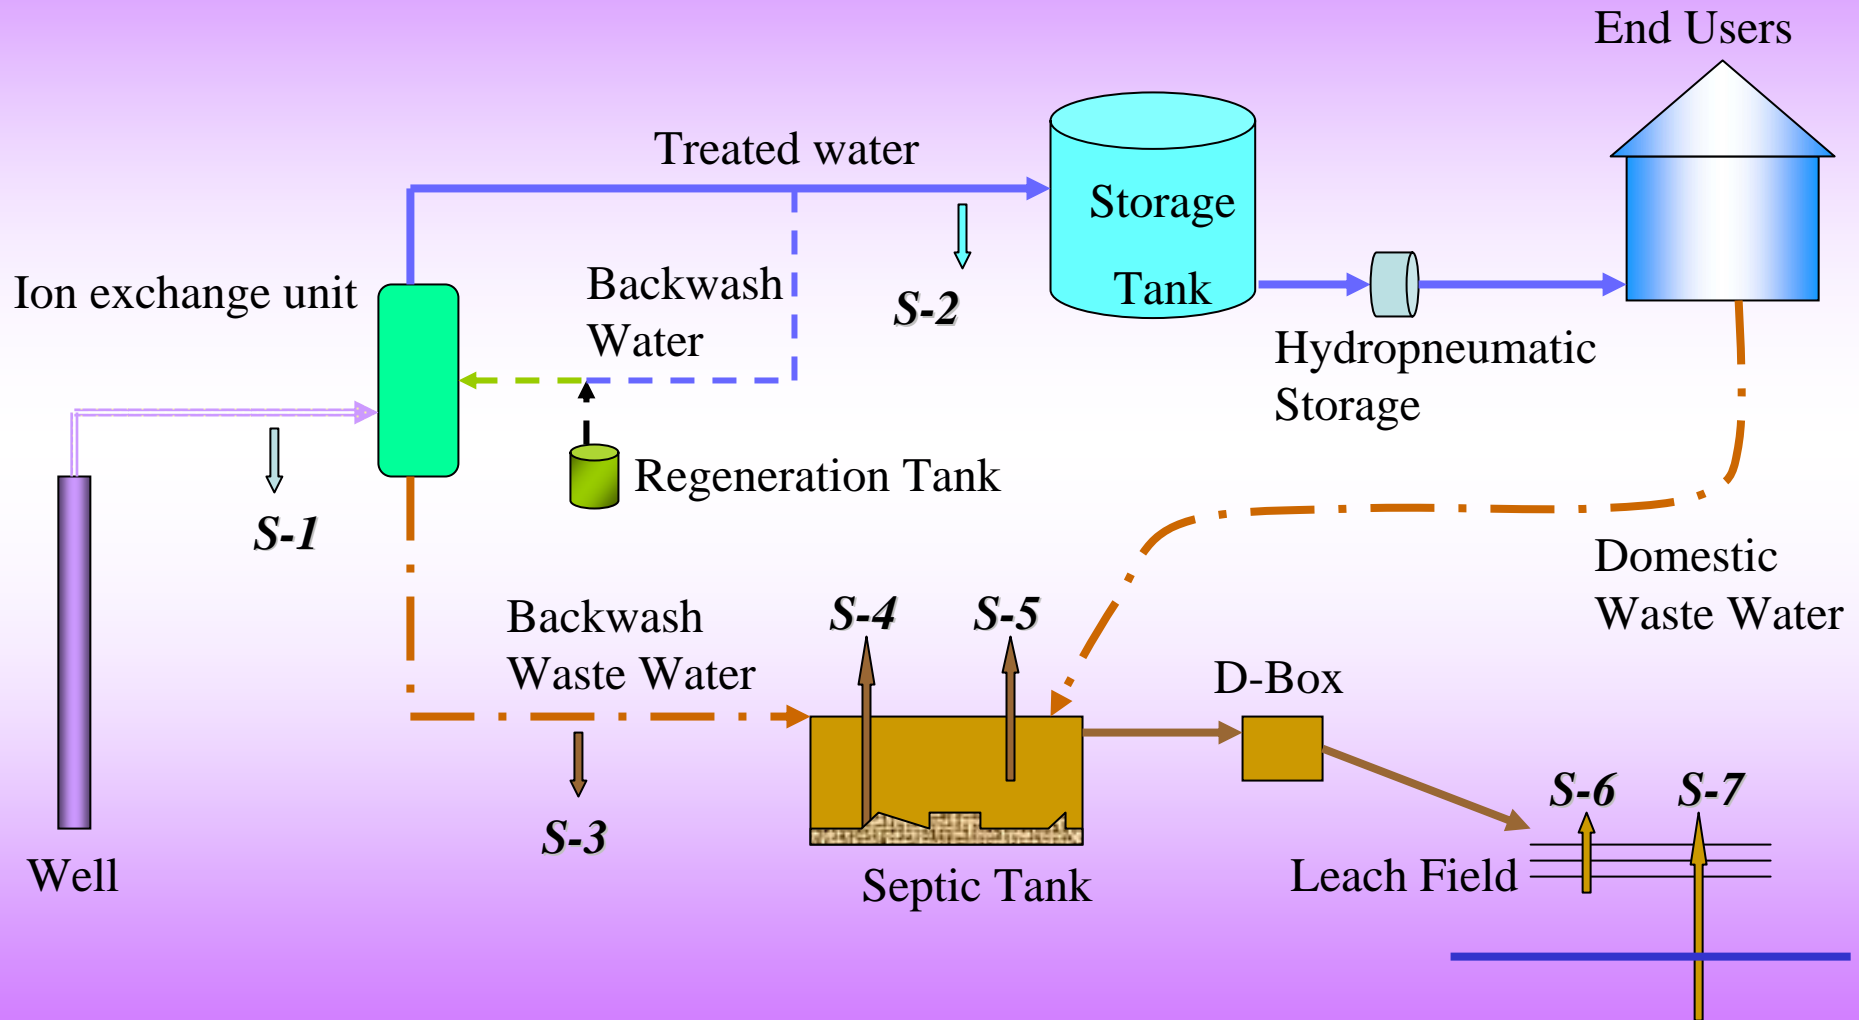 End Users
Treated water
Storage
Tank
Ion exchange unit
Backwash
Water
S-2
Hydropneumatic
Storage
Regeneration Tank
S-1
Domestic
Waste Water
Backwash
Waste Water
S-4
S-5
D-Box
S-3
S-6
S-7
Well
Septic Tank
Leach Field